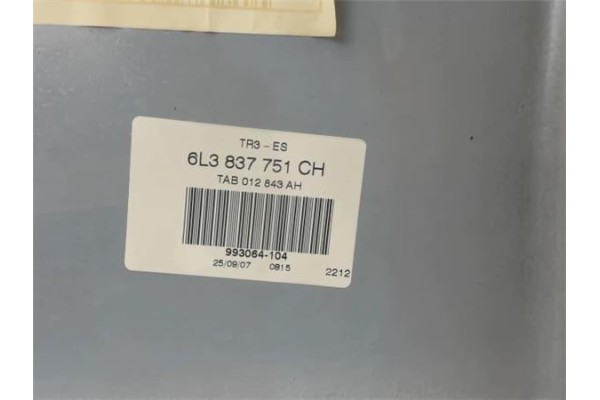 TR3 - ES
6L3 837 751 CH
TAB 012 843 AH
993064-104
25/09/07 0815 2212